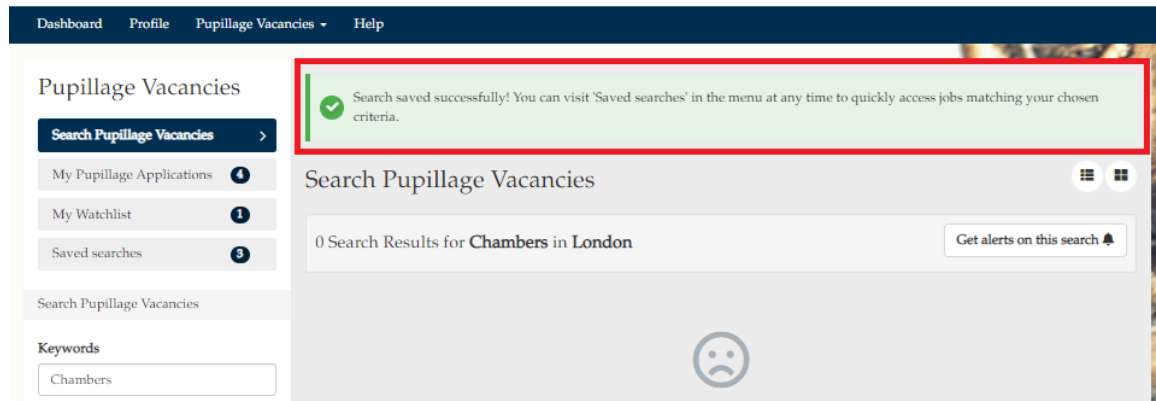 Dashboard Profile Pupillage Vacancies Help
Pupillage Vacancies
Search Pupillage Vacancies
My Pupillage Applications 4
My Watchlist 1
Saved searches 3
Search Pupillage Vacancies
Keywords
Chambers
Search saved successfully! You can visit 'Saved searches' in the menu at any time to quickly access jobs matching your chosen
criteria.
Search Pupillage Vacancies
0 Search Results for Chambers in London
Get alerts on this search